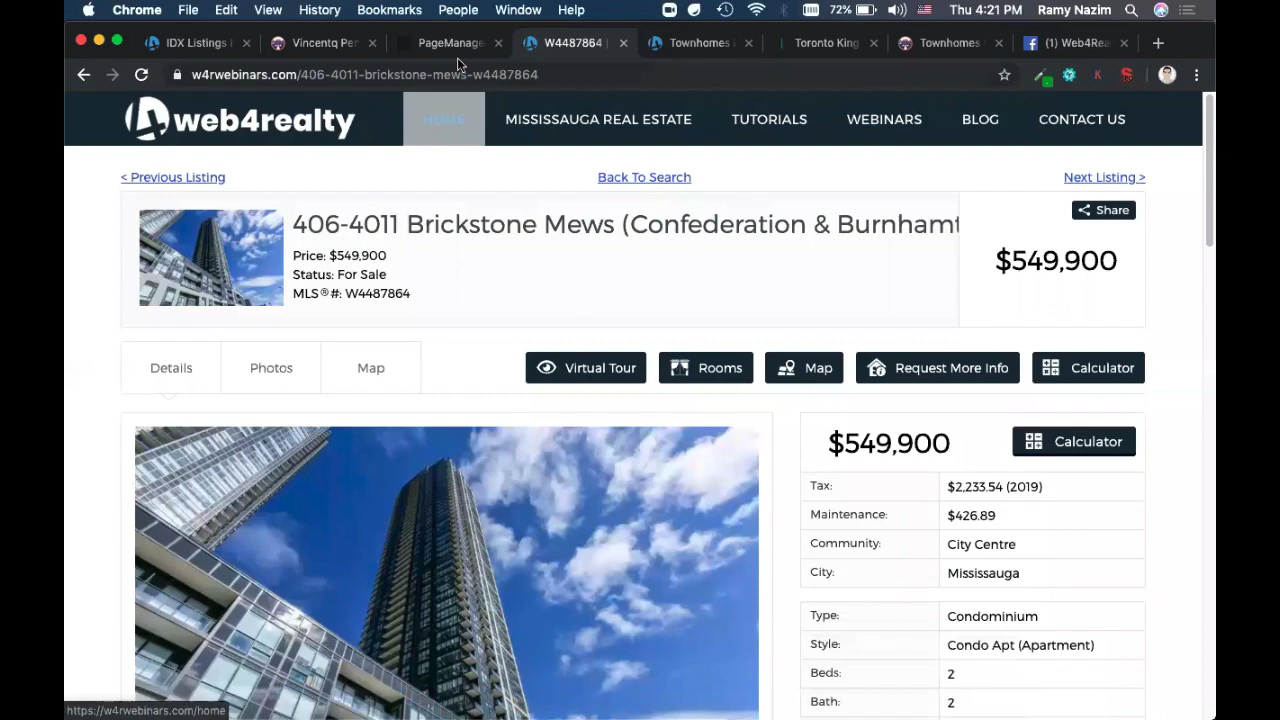 Chrome File Edit View History Bookmarks People Window Help 72% Thu 4:21 PM Ramy Nazim
IDX Listings Vincentq Per PageManage W4487864 Townhomes Toronto King Townhomes (1) Web4Rea
w4rwebinars.com/406-4011-brickstone-mews-w4487864
web4realty HOME MISSISSAUGA REAL ESTATE TUTORIALS WEBINARS BLOG CONTACT US
< Previous Listing Back To Search Next Listing >
406-4011 Brickstone Mews (Confederation & Burnhamt
Share
Price: $549,900
Status: For Sale
MLS®#: W4487864
$549,900
Details Photos Map Virtual Tour Rooms Map Request More Info Calculator
$549,900 Calculator
Tax: $2,233.54 (2019)
Maintenance: $426.89
Community: City Centre
City: Mississauga
Type: Condominium
Style: Condo Apt (Apartment)
Beds: 2
Bath: 2
https://w4rwebinars.com/home